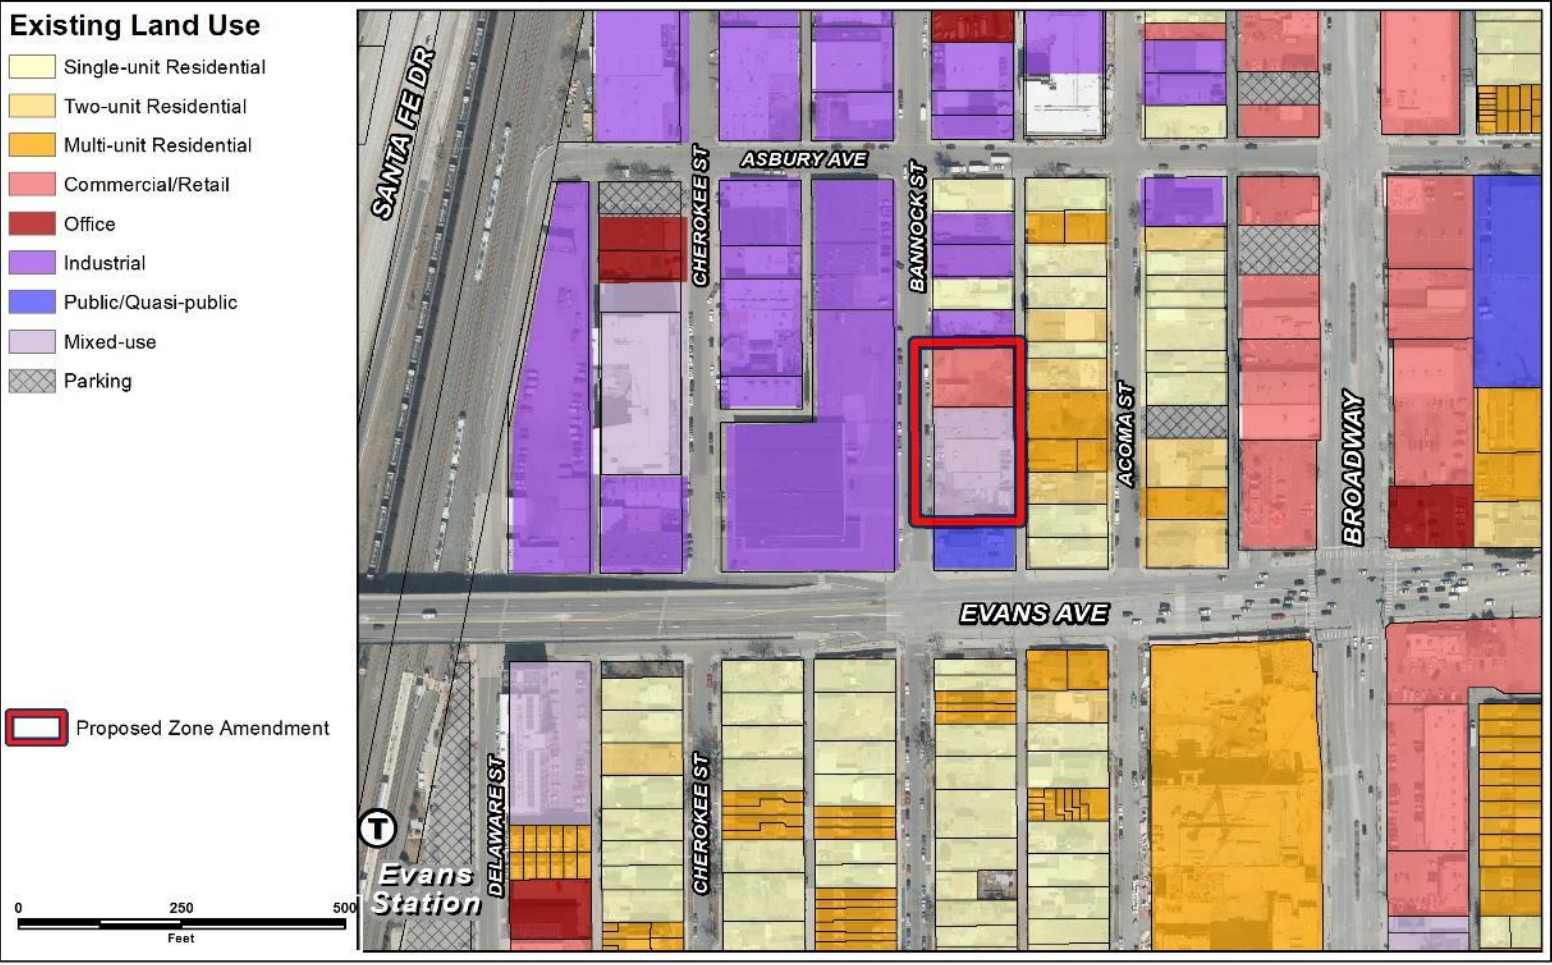 Existing Land Use
Single-unit Residential
Two-unit Residential
Multi-unit Residential
Commercial/Retail
Office
Industrial
Public/Quasi-public
Mixed-use
Parking
Proposed Zone Amendment
0 250 500
Feet
SANTA FE DR
CHEROKEE ST
ASBURY AVE
BANNOCK ST
ACOMA ST
BROADWAY
EVANS AVE
DELAWARE ST
CHEROKEE ST
T
Evans
Station